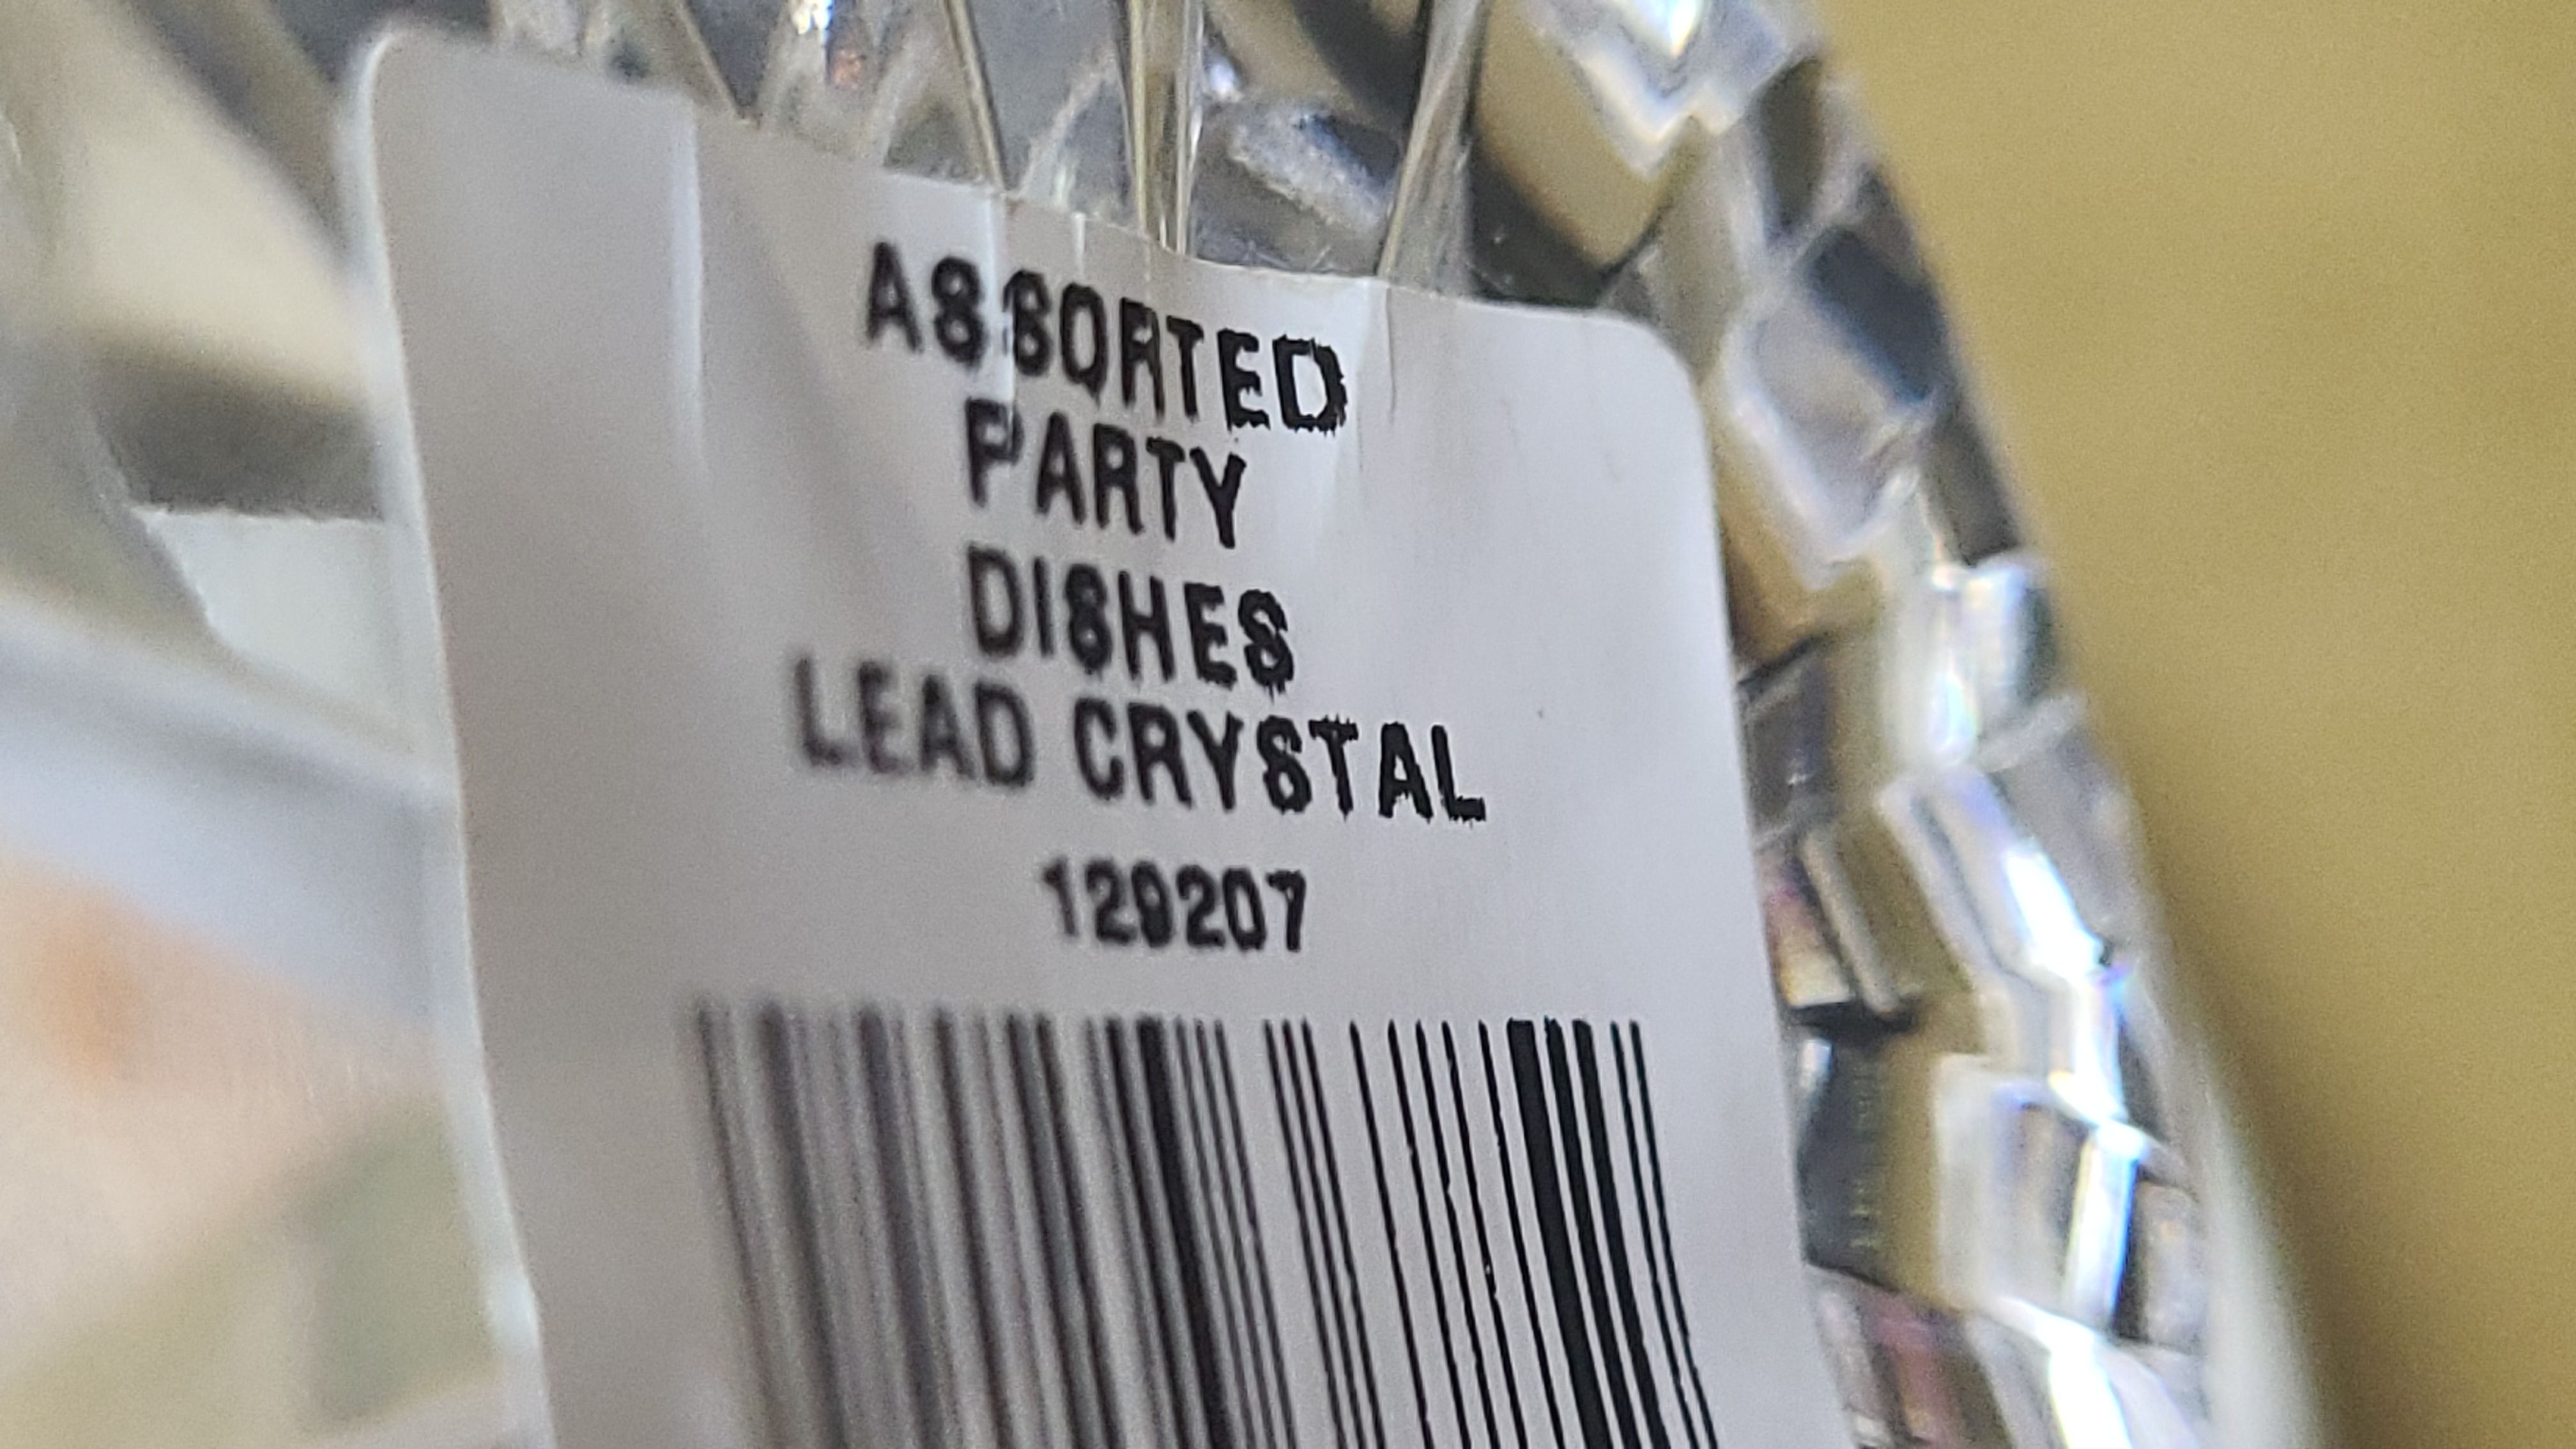 ASSORTED
PARTY
DISHES
LEAD CRYSTAL
129207